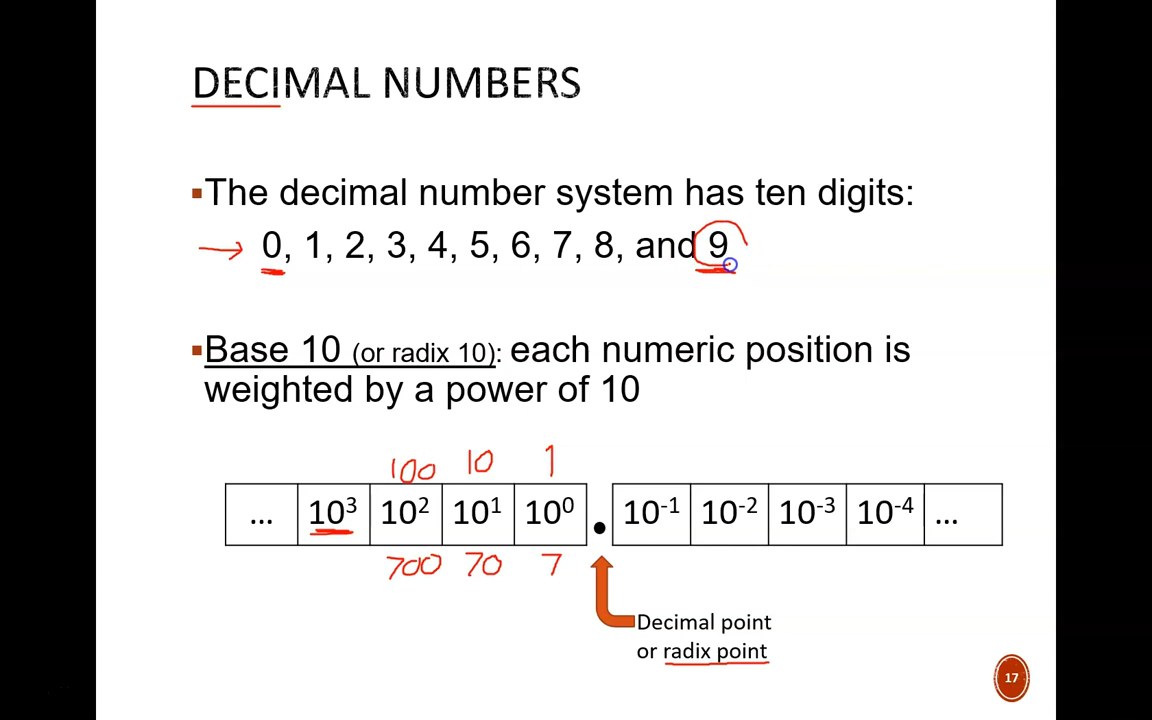 DECIMAL NUMBERS
▪The decimal number system has ten digits:
→ 0, 1, 2, 3, 4, 5, 6, 7, 8, and 9
▪Base 10 (or radix 10): each numeric position is
weighted by a power of 10
100 10 1
... 10³ 10² 10¹ 10⁰ . 10⁻¹ 10⁻² 10⁻³ 10⁻⁴ ...
700 70 7
Decimal point
or radix point
17